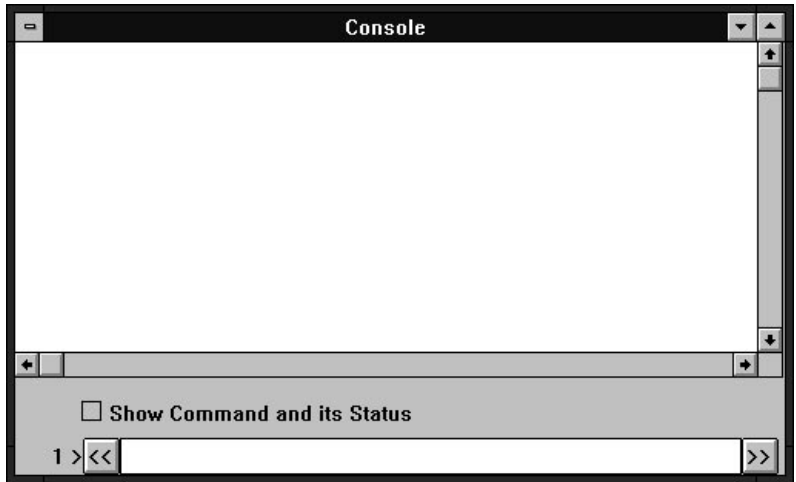 Console
Show Command and its Status
1 > << >>